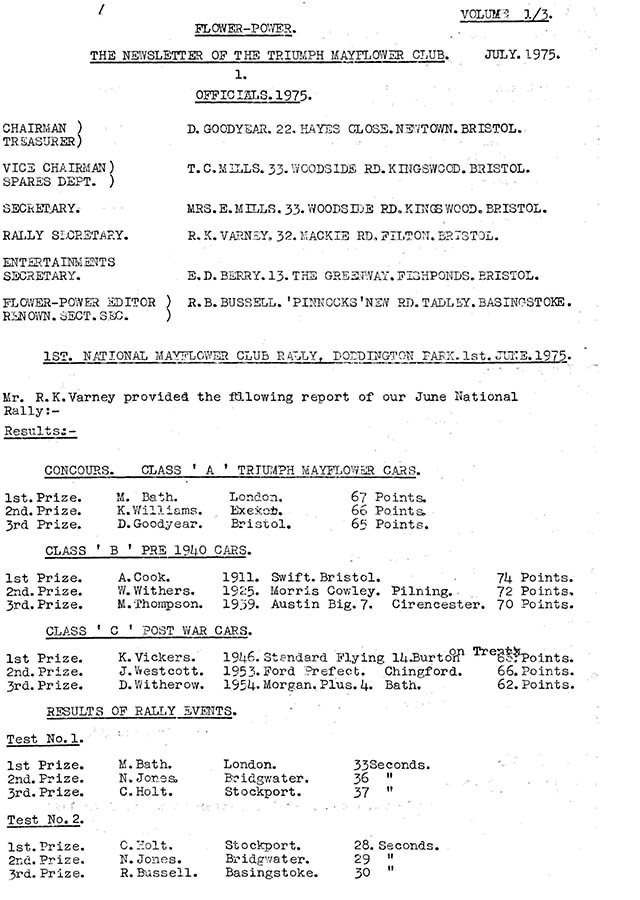 VOLUME 1/3.
FLOWER-POWER.
THE NEWSLETTER OF THE TRIUMPH MAYFLOWER CLUB. JULY.1975.
1.
OFFICIALS.1975.
CHAIRMAN )
TREASURER) D. GOODYEAR. 22. HAYES CLOSE.NEWTOWN.BRISTOL.
VICE CHAIRMAN)
SPARES DEPT. ) T.C.MILLS. 33.WOODSIDE RD.KINGSWOOD.BRISTOL.
SECRETARY. MRS.E.MILLS.33.WOODSIDE RD.KINGSWOOD.BRISTOL.
RALLY SECRETARY. R.K.VARNEY.32.MACKIE RD.FILTON.BRISTOL.
ENTERTAINMENTS
SECRETARY. E.D.BERRY.13.THE GREENWAY.FISHPONDS.BRISTOL.
FLOWER-POWER EDITOR ) R.B.BUSSELL.'PINNOCKS'NEW RD.TADLEY.BASINGSTOKE.
RENOWN.SECT.SEC. )
1ST. NATIONAL MAYFLOWER CLUB RALLY, DODDINGTON PARK.1st.JUNE.1975.
Mr. R.K.Varney provided the fllowing report of our June National
Rally:-
Results:-
CONCOURS. CLASS ' A ' TRIUMPH MAYFLOWER CARS.
1st.Prize. M. Bath. London. 67 Points.
2nd.Prize. K.Williams. 66 Points.
3rd Prize. D.Goodyear. Bristol. 65 Points.
CLASS ' B ' PRE 1940 CARS.
1st Prize. A.Cook. 1911. Swift.Bristol. 74 Points.
2nd.Prize. W.Withers. 1925. Morris Cowley. Pilning. 72 Points.
3rd.Prize. M.Thompson. 1939. Austin Big.7. Cirencester. 70 Points.
CLASS ' C ' POST WAR CARS.
1st Prize. K.Vickers. 1946.Standard Flying 14.Burton on Trent. Points.
2nd.Prize. J.Westcott. 1953.Ford Prefect. Chingford. 66.Points.
3rd.Prize. D.Witherow. 1954.Morgan.Plus.4. Bath. 62.Points.
RESULTS OF RALLY EVENTS.
Test No.1.
1st Prize. M.Bath. London. 33Seconds.
2nd.Prize. N.Jones. Bridgwater. 36 "
3rd.Prize. C.Holt. Stockport. 37 "
Test No.2.
1st.Prize. C.Holt. Stockport. 28.Seconds.
2nd.Prize. N.Jones. Bridgwater. 29 "
3rd.Prize. R.Bussell. Basingstoke. 30 "